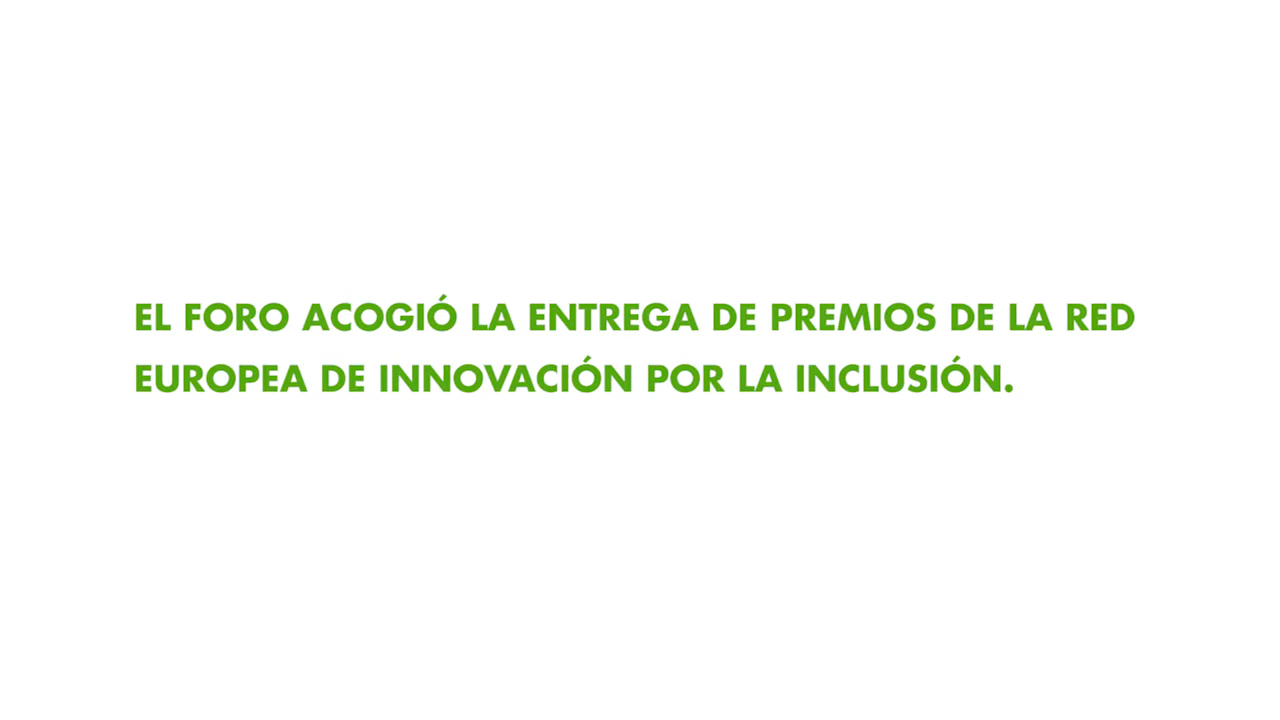 EL FORO ACOGIÓ LA ENTREGA DE PREMIOS DE LA RED
EUROPEA DE INNOVACIÓN POR LA INCLUSIÓN.